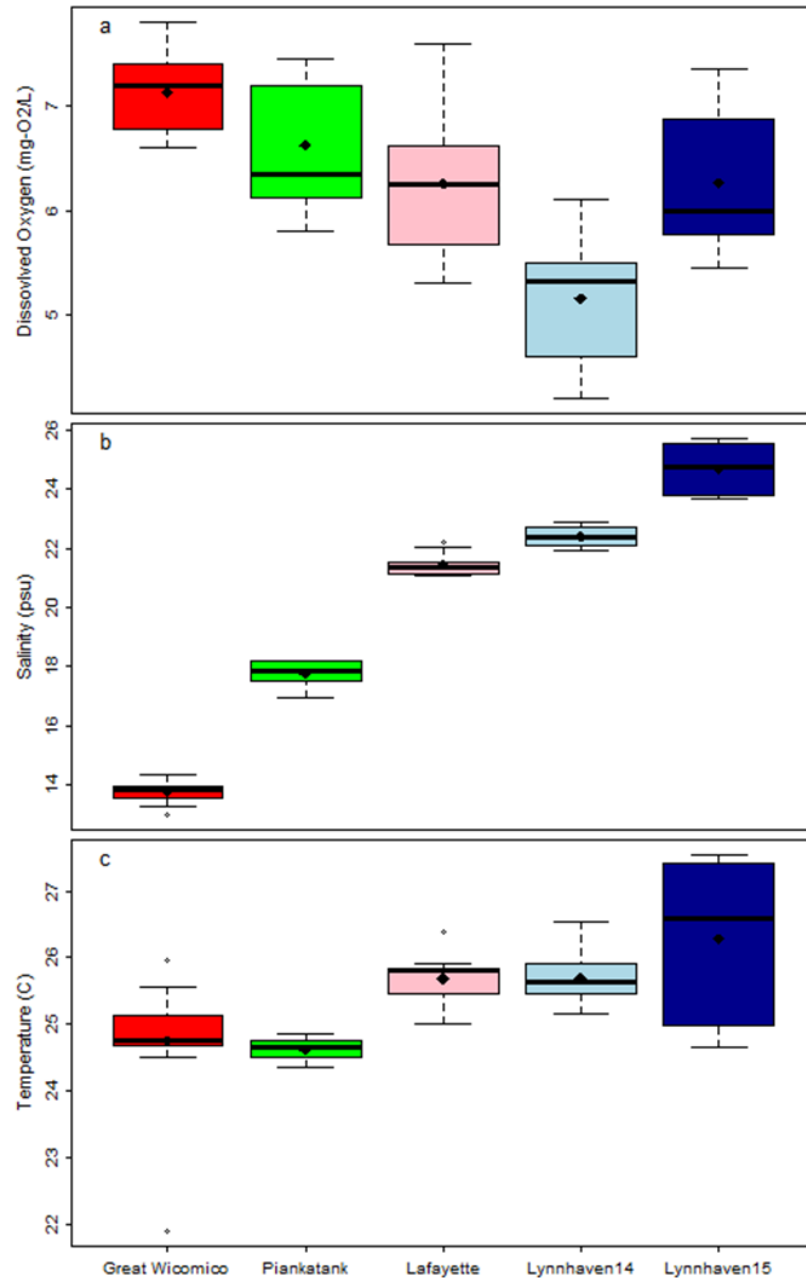 a
Dissovlved Oxygen (mg-O2/L)
7
6
5
b
Salinity (psu)
26
24
22
20
18
16
14
c
Temperature (C)
27
26
25
24
23
22
Great Wicomico Piankatank Lafayette Lynnhaven14 Lynnhaven15